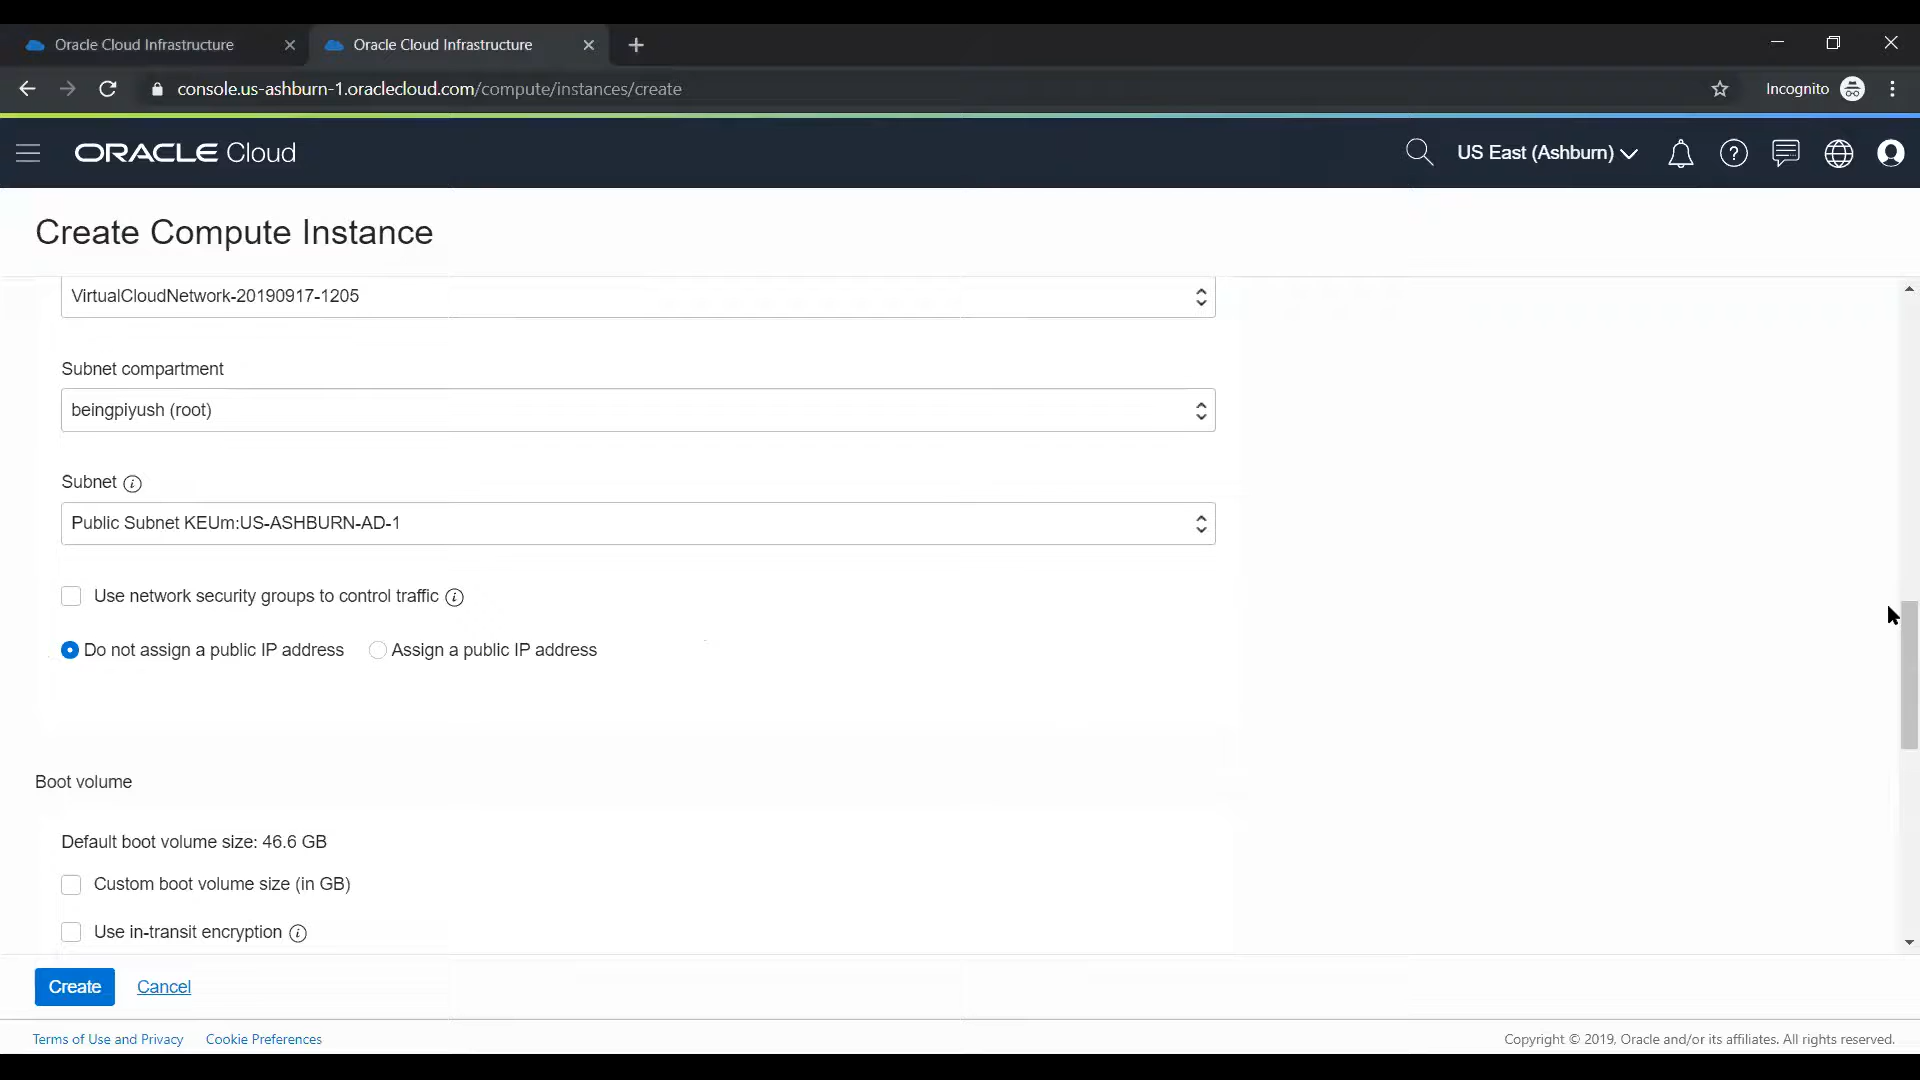 Oracle Cloud Infrastructure
Oracle Cloud Infrastructure
console.us-ashburn-1.oraclecloud.com/compute/instances/create
Incognito
ORACLE Cloud
US East (Ashburn)
Create Compute Instance
VirtualCloudNetwork-20190917-1205
Subnet compartment
beingpiyush (root)
Subnet
Public Subnet KEUm:US-ASHBURN-AD-1
Use network security groups to control traffic
Do not assign a public IP address Assign a public IP address
Boot volume
Default boot volume size: 46.6 GB
Custom boot volume size (in GB)
Use in-transit encryption
Create Cancel
Terms of Use and Privacy Cookie Preferences
Copyright © 2019, Oracle and/or its affiliates. All rights reserved.